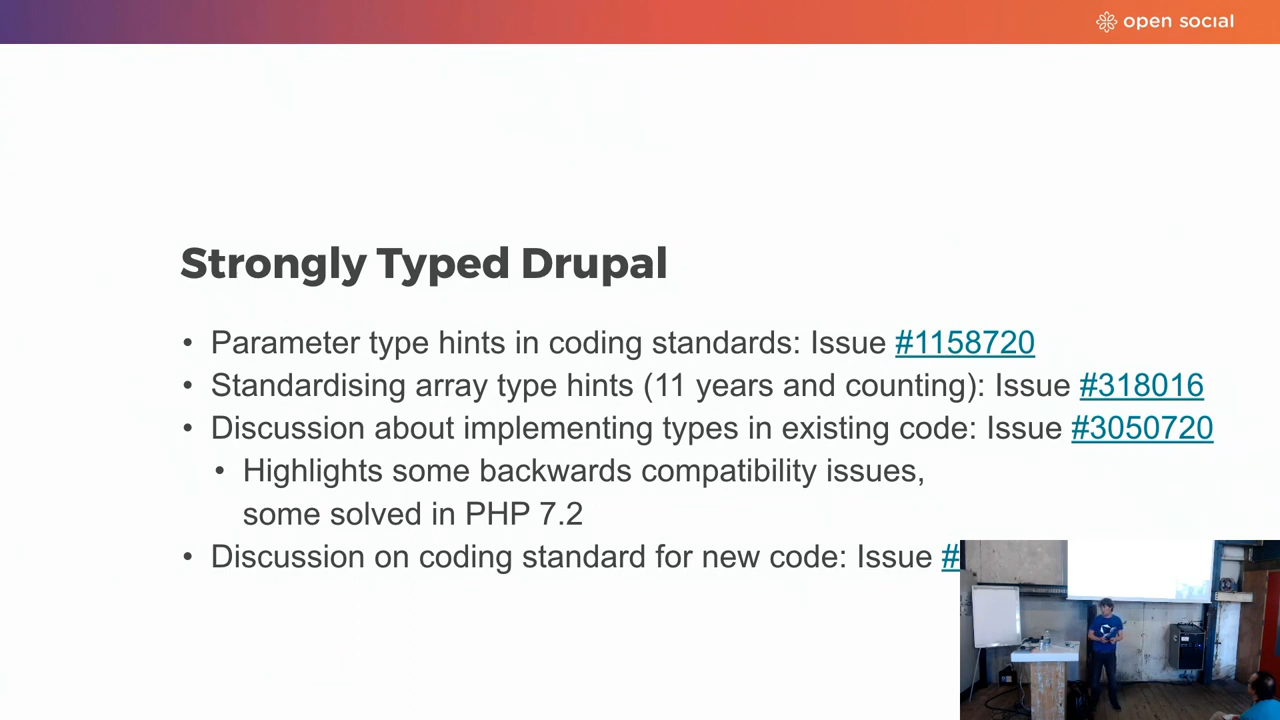 open social
Strongly Typed Drupal
• Parameter type hints in coding standards: Issue #1158720
• Standardising array type hints (11 years and counting): Issue #318016
• Discussion about implementing types in existing code: Issue #3050720
• Highlights some backwards compatibility issues,
some solved in PHP 7.2
• Discussion on coding standard for new code: Issue #